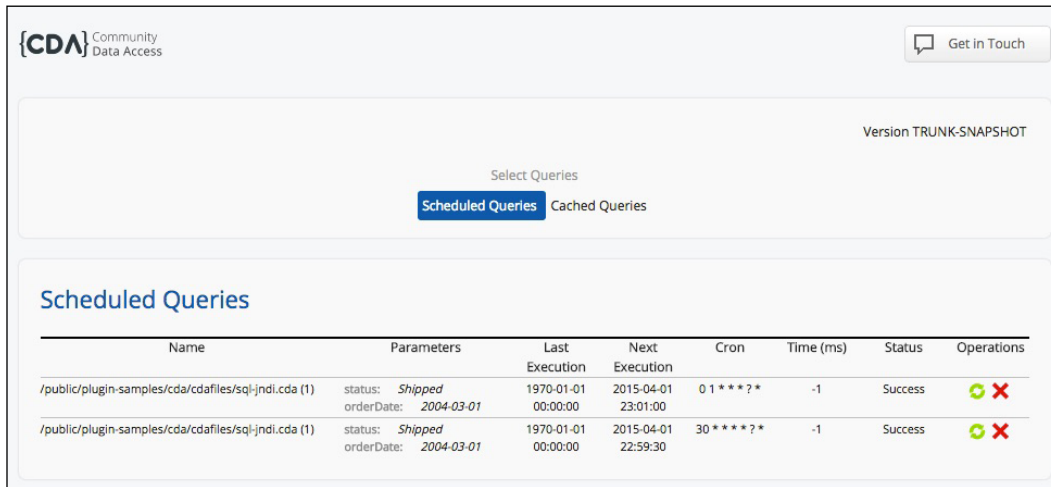 {CDA} Community
Data Access
Get in Touch
Version TRUNK-SNAPSHOT
Select Queries
Scheduled Queries Cached Queries
Scheduled Queries
Name Parameters Last Next Cron Time (ms) Status Operations
Execution Execution
/public/plugin-samples/cda/cdafiles/sql-jndi.cda (1) status: Shipped 1970-01-01 2015-04-01 0 1 * * * ? * -1 Success
orderDate: 2004-03-01 00:00:00 23:01:00
/public/plugin-samples/cda/cdafiles/sql-jndi.cda (1) status: Shipped 1970-01-01 2015-04-01 30 * * * * ? * -1 Success
orderDate: 2004-03-01 00:00:00 22:59:30